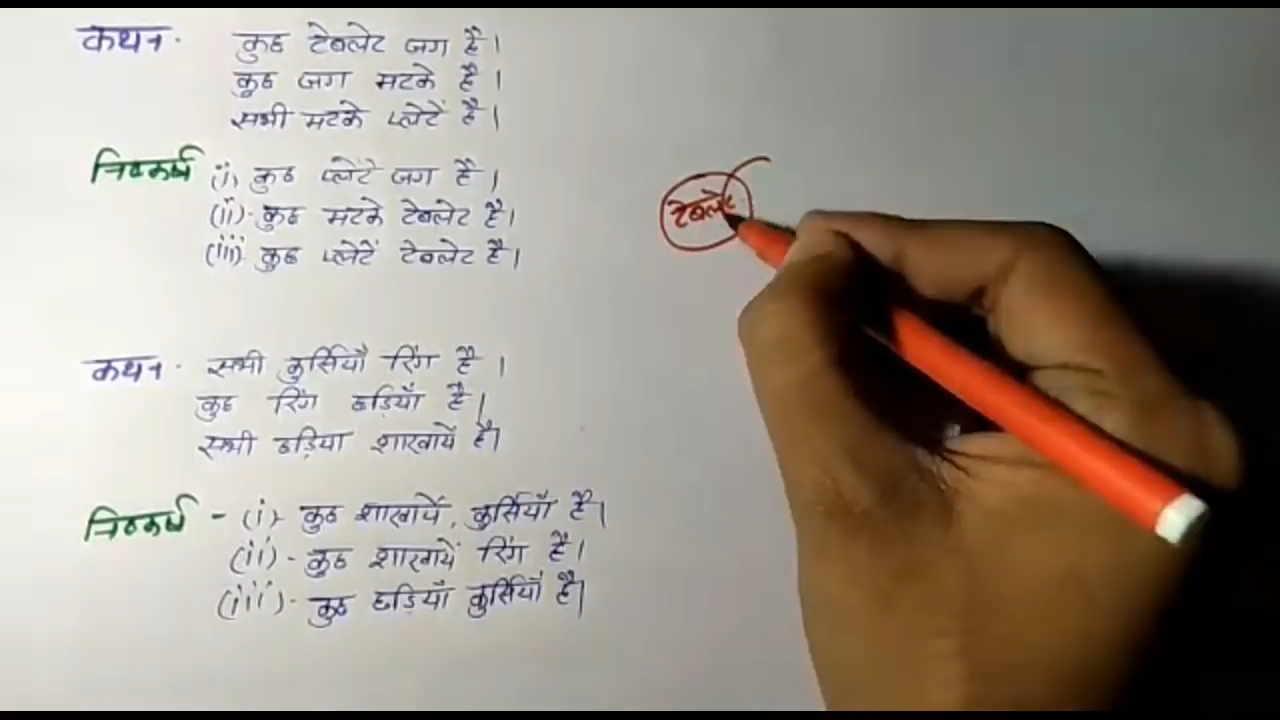 कथन. कुछ टेबलेट जग है।
कुछ जग मटके है।
सभी मटके प्लेटें है।
निष्कर्ष (i) कुछ प्लेटें जग है।
(ii)- कुछ मटके टेबलेट है।
(iii) कुछ प्लेटें टेबलेट है।
टेबलेट
कथन. सभी कुर्सियाँ रिंग है।
कुछ रिंग छड़ियाँ है।
सभी छड़िया शाखायें है।
निष्कर्ष - (i)- कुछ शाखायें, कुर्सियाँ है।
(ii)- कुछ शाखायें रिंग है।
(iii)- कुछ छड़ियाँ कुर्सियाँ है।